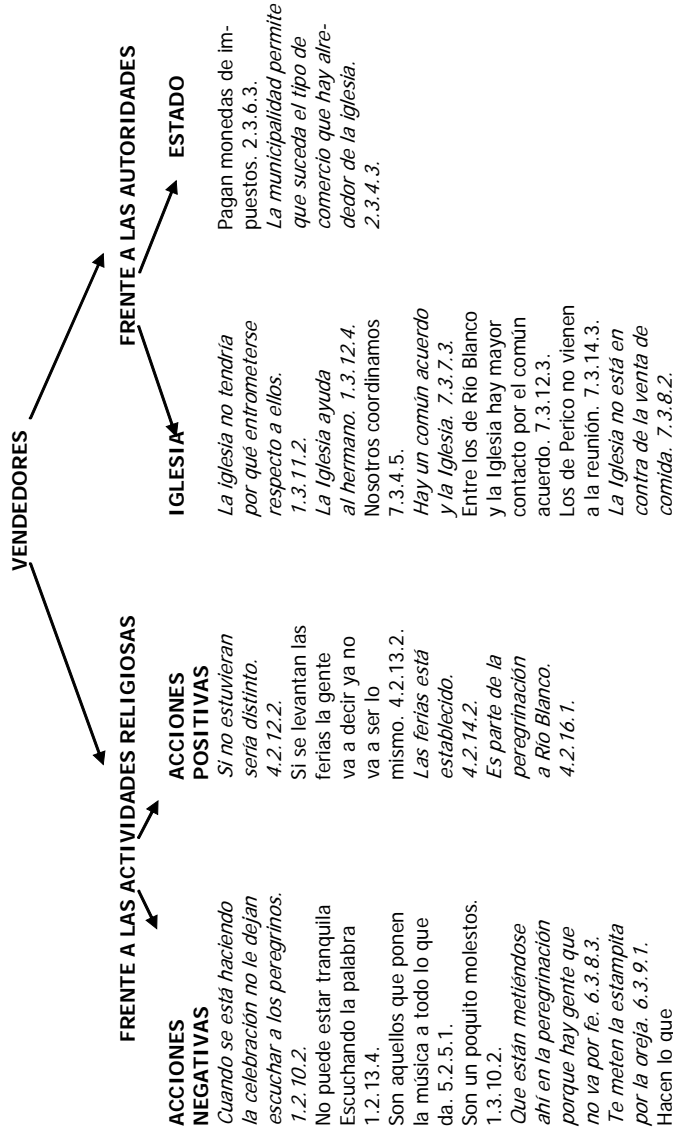 VENDEDORES
FRENTE A LAS ACTIVIDADES RELIGIOSAS
FRENTE A LAS AUTORIDADES
ACCIONES
NEGATIVAS
Cuando se está haciendo
la celebración no le dejan
escuchar a los peregrinos.
1.2.10.2.
No puede estar tranquila
Escuchando la palabra
1.2.13.4.
Son aquellos que ponen
la música a todo lo que
da. 5.2.5.1.
Son un poquito molestos.
1.3.10.2.
Que están metiéndose
ahí en la peregrinación
porque hay gente que
no va por fe. 6.3.8.3.
Te meten la estampita
por la oreja. 6.3.9.1.
Hacen lo que
ACCIONES
POSITIVAS
Si no estuvieran
sería distinto.
4.2.12.2.
Si se levantan las
ferias la gente
va a decir ya no
va a ser lo
mismo. 4.2.13.2.
Las ferias está
establecido.
4.2.14.2.
Es parte de la
peregrinación
a Río Blanco.
4.2.16.1.
IGLESIA
La iglesia no tendría
por qué entrometerse
respecto a ellos.
1.3.11.2.
La Iglesia ayuda
al hermano. 1.3.12.4.
Nosotros coordinamos
7.3.4.5.
Hay un común acuerdo
y la Iglesia. 7.3.7.3.
Entre los de Río Blanco
y la Iglesia hay mayor
contacto por el común
acuerdo. 7.3.12.3.
Los de Perico no vienen
a la reunión. 7.3.14.3.
La Iglesia no está en
contra de la venta de
comida. 7.3.8.2.
ESTADO
Pagan monedas de im-
puestos. 2.3.6.3.
La municipalidad permite
que suceda el tipo de
comercio que hay alre-
dedor de la iglesia.
2.3.4.3.